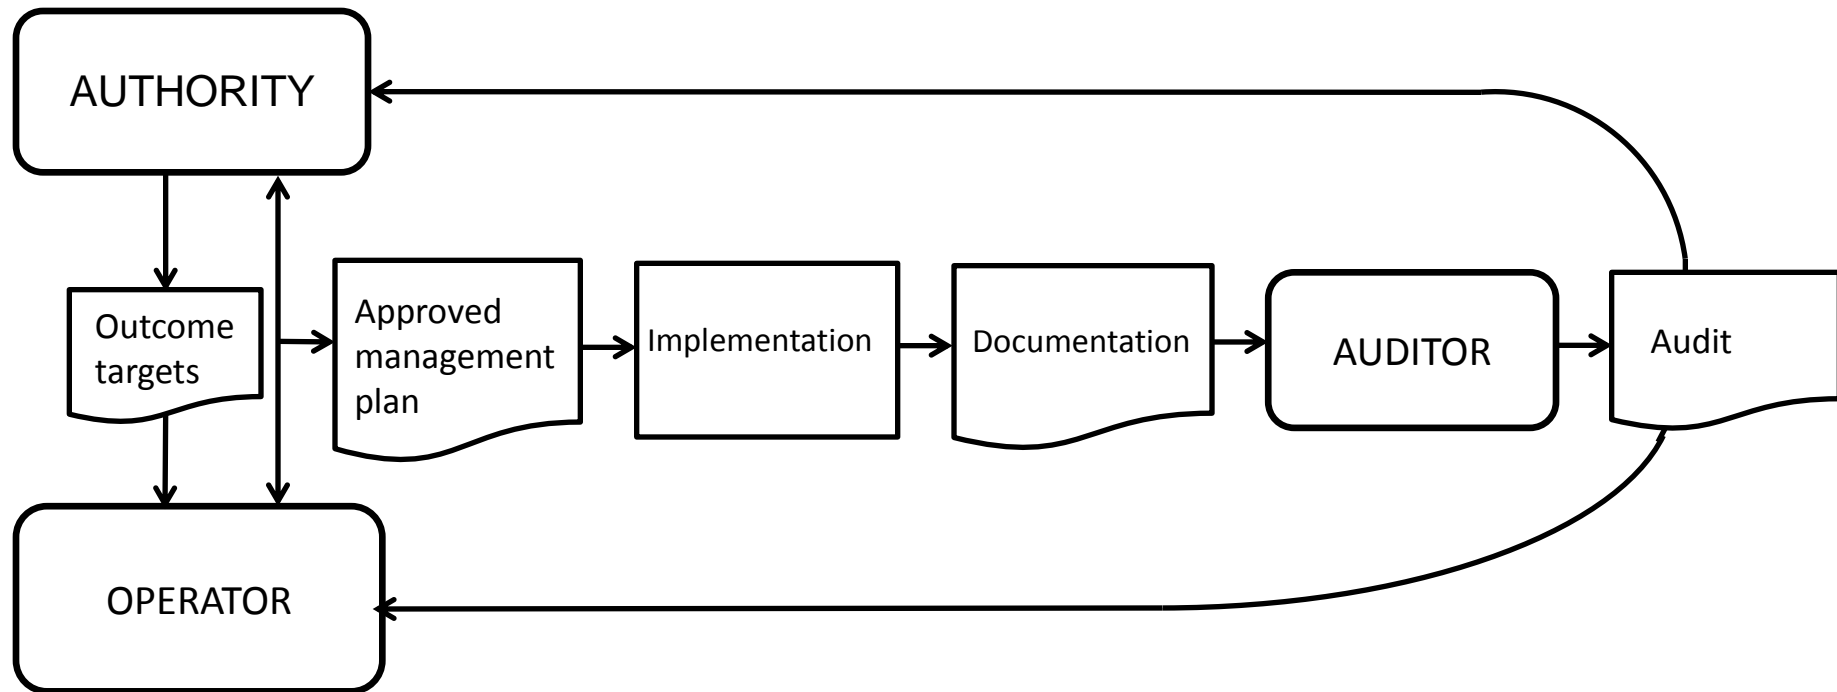 AUTHORITY
Outcome
targets
Approved
management
plan
Implementation
Documentation
AUDITOR
Audit
OPERATOR